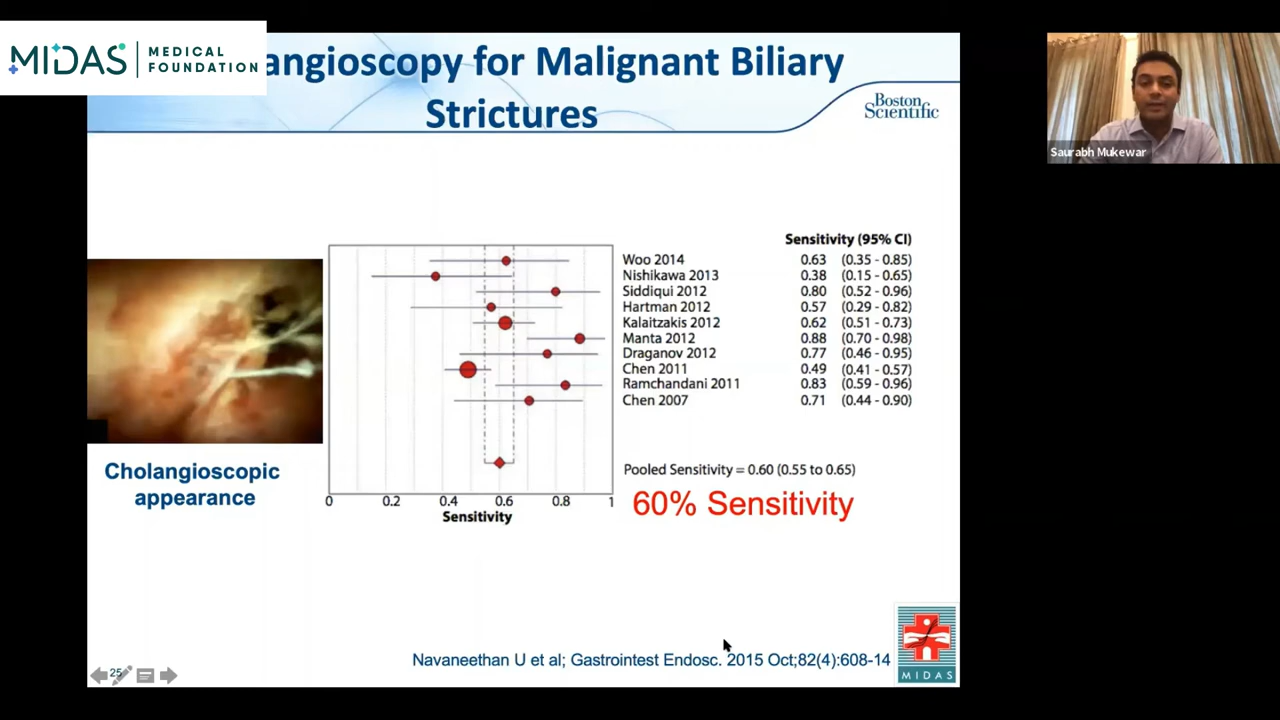 MIDAS
MEDICAL
FOUNDATION
angioscopy for Malignant Biliary
Strictures
Boston
Scientific
Saurabh Mukewar
Sensitivity (95% CI)
Woo 2014 0.63 (0.35 - 0.85)
Nishikawa 2013 0.38 (0.15 - 0.65)
Siddiqui 2012 0.80 (0.52 - 0.96)
Hartman 2012 0.57 (0.29 - 0.82)
Kalaitzakis 2012 0.62 (0.51 - 0.73)
Manta 2012 0.88 (0.70 - 0.98)
Draganov 2012 0.77 (0.46 - 0.95)
Chen 2011 0.49 (0.41 - 0.57)
Ramchandani 2011 0.83 (0.59 - 0.96)
Chen 2007 0.71 (0.44 - 0.90)
Cholangioscopic
appearance
Pooled Sensitivity = 0.60 (0.55 to 0.65)
0 0.2 0.4 0.6 0.8 1
Sensitivity
60% Sensitivity
Navaneethan U et al; Gastrointest Endosc. 2015 Oct;82(4):608-14
25
MIDAS